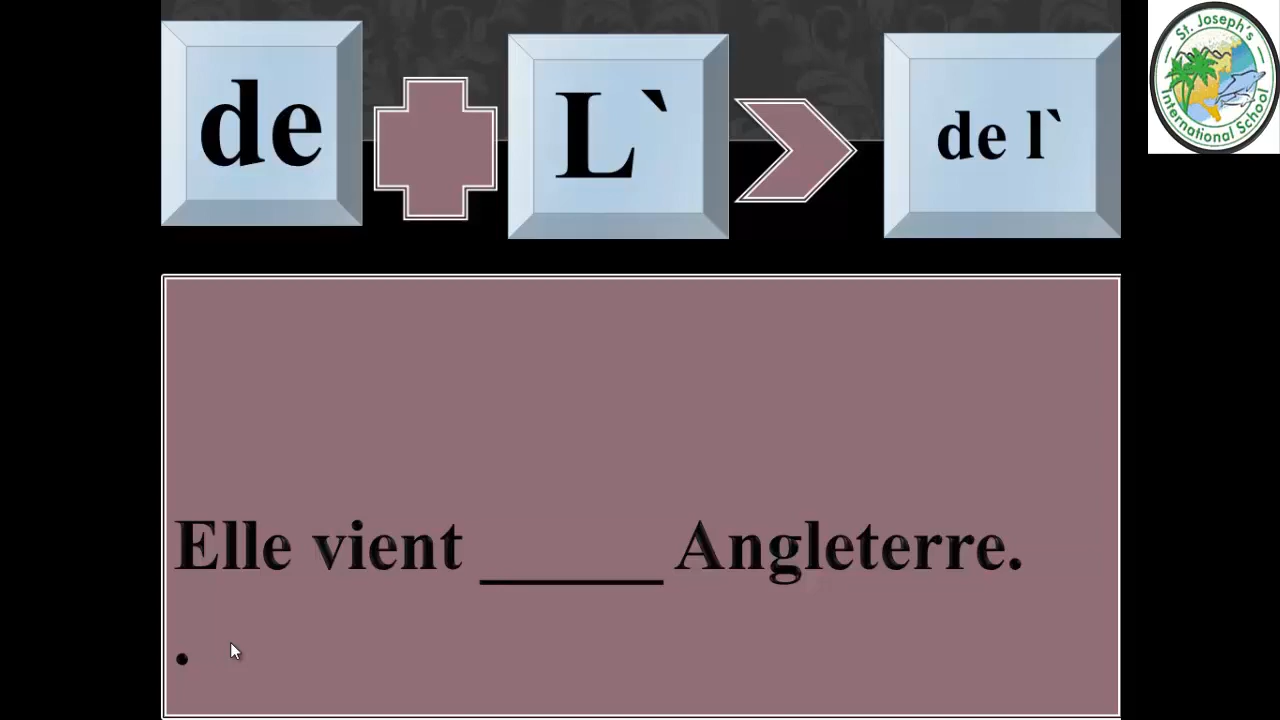 de L` de l`
St. Joseph's
International School
Elle vient _____ Angleterre.
.